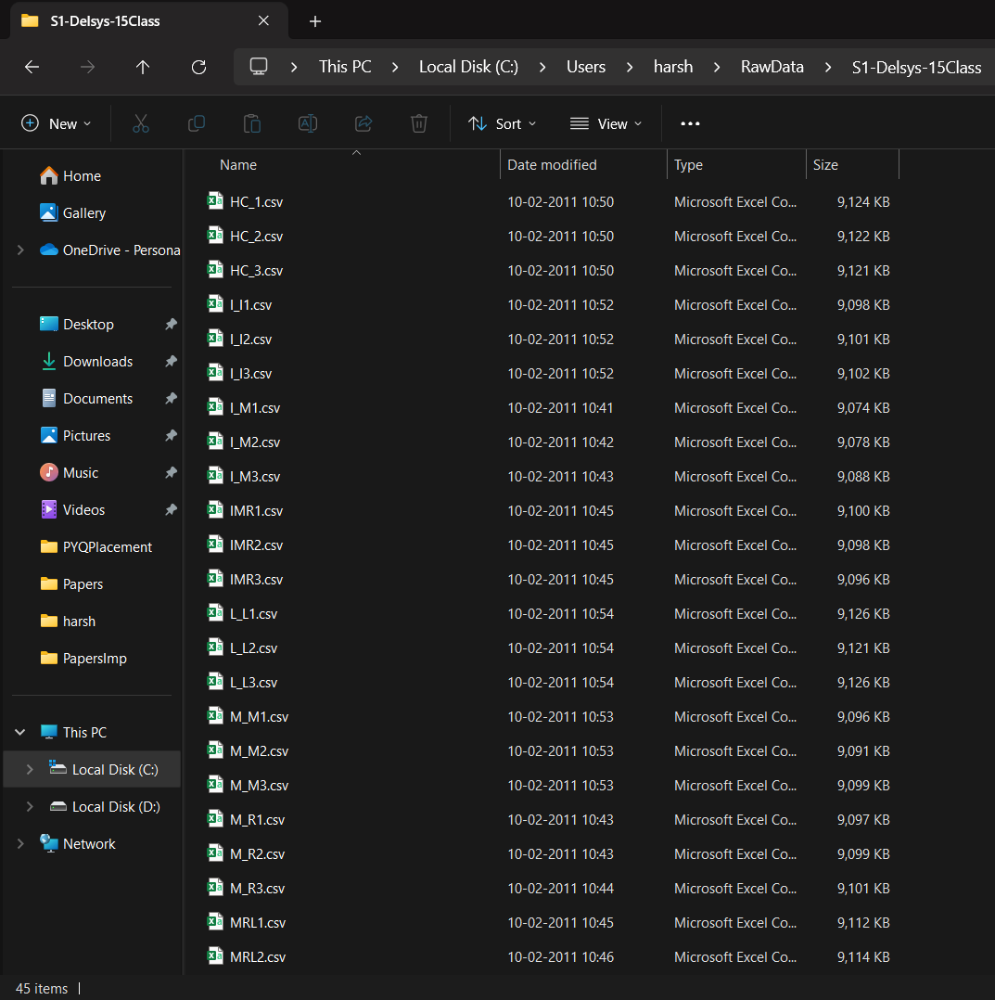 S1-Delsys-15Class
This PC Local Disk (C:) Users harsh RawData S1-Delsys-15Class
New Sort View
Home
Gallery
OneDrive - Persona
Desktop
Downloads
Documents
Pictures
Music
Videos
PYQPlacement
Papers
harsh
PapersImp
This PC
Local Disk (C:)
Local Disk (D:)
Network
Name Date modified Type Size
HC_1.csv 10-02-2011 10:50 Microsoft Excel Co... 9,124 KB
HC_2.csv 10-02-2011 10:50 Microsoft Excel Co... 9,122 KB
HC_3.csv 10-02-2011 10:50 Microsoft Excel Co... 9,121 KB
I_I1.csv 10-02-2011 10:52 Microsoft Excel Co... 9,098 KB
I_I2.csv 10-02-2011 10:52 Microsoft Excel Co... 9,101 KB
I_I3.csv 10-02-2011 10:52 Microsoft Excel Co... 9,102 KB
I_M1.csv 10-02-2011 10:41 Microsoft Excel Co... 9,074 KB
I_M2.csv 10-02-2011 10:42 Microsoft Excel Co... 9,078 KB
I_M3.csv 10-02-2011 10:43 Microsoft Excel Co... 9,088 KB
IMR1.csv 10-02-2011 10:45 Microsoft Excel Co... 9,100 KB
IMR2.csv 10-02-2011 10:45 Microsoft Excel Co... 9,098 KB
IMR3.csv 10-02-2011 10:45 Microsoft Excel Co... 9,096 KB
L_L1.csv 10-02-2011 10:54 Microsoft Excel Co... 9,126 KB
L_L2.csv 10-02-2011 10:54 Microsoft Excel Co... 9,121 KB
L_L3.csv 10-02-2011 10:54 Microsoft Excel Co... 9,126 KB
M_M1.csv 10-02-2011 10:53 Microsoft Excel Co... 9,096 KB
M_M2.csv 10-02-2011 10:53 Microsoft Excel Co... 9,091 KB
M_M3.csv 10-02-2011 10:53 Microsoft Excel Co... 9,099 KB
M_R1.csv 10-02-2011 10:43 Microsoft Excel Co... 9,097 KB
M_R2.csv 10-02-2011 10:43 Microsoft Excel Co... 9,099 KB
M_R3.csv 10-02-2011 10:44 Microsoft Excel Co... 9,101 KB
MRL1.csv 10-02-2011 10:45 Microsoft Excel Co... 9,112 KB
MRL2.csv 10-02-2011 10:46 Microsoft Excel Co... 9,114 KB
45 items